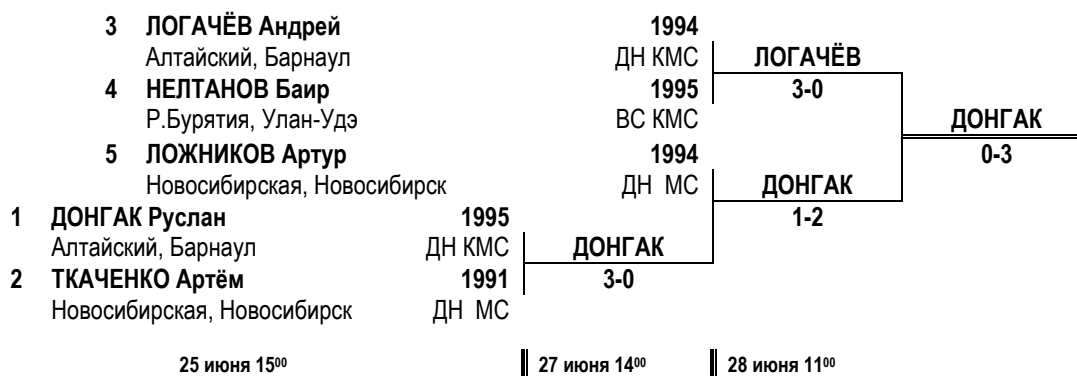 3 ЛОГАЧЁВ Андрей 1994
Алтайский, Барнаул ДН КМС ЛОГАЧЁВ
4 НЕЛТАНОВ Баир 1995 3-0
Р.Бурятия, Улан-Удэ ВС КМС ДОНГАК
5 ЛОЖНИКОВ Артур 1994 0-3
Новосибирская, Новосибирск ДН МС ДОНГАК
1 ДОНГАК Руслан 1995 1-2
Алтайский, Барнаул ДН КМС ДОНГАК
2 ТКАЧЕНКО Артём 1991 3-0
Новосибирская, Новосибирск ДН МС
25 июня 15⁰⁰ 27 июня 14⁰⁰ 28 июня 11⁰⁰